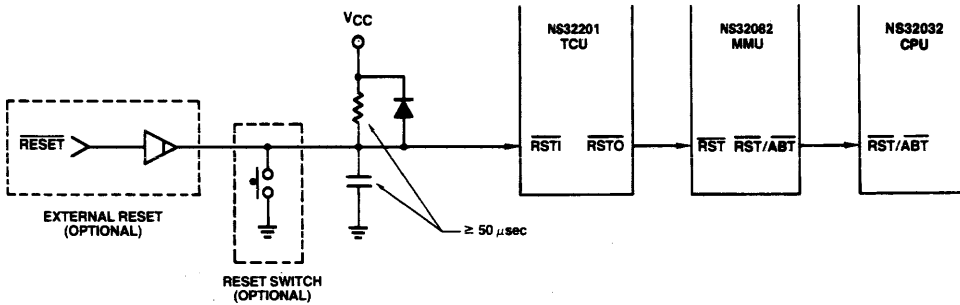 VCC
NS32201
TCU
NS32082
MMU
NS32032
CPU
RESET
RSTI
RSTO
RST
RST/ABT
RST/ABT
EXTERNAL RESET
(OPTIONAL)
≥ 50 μsec
RESET SWITCH
(OPTIONAL)